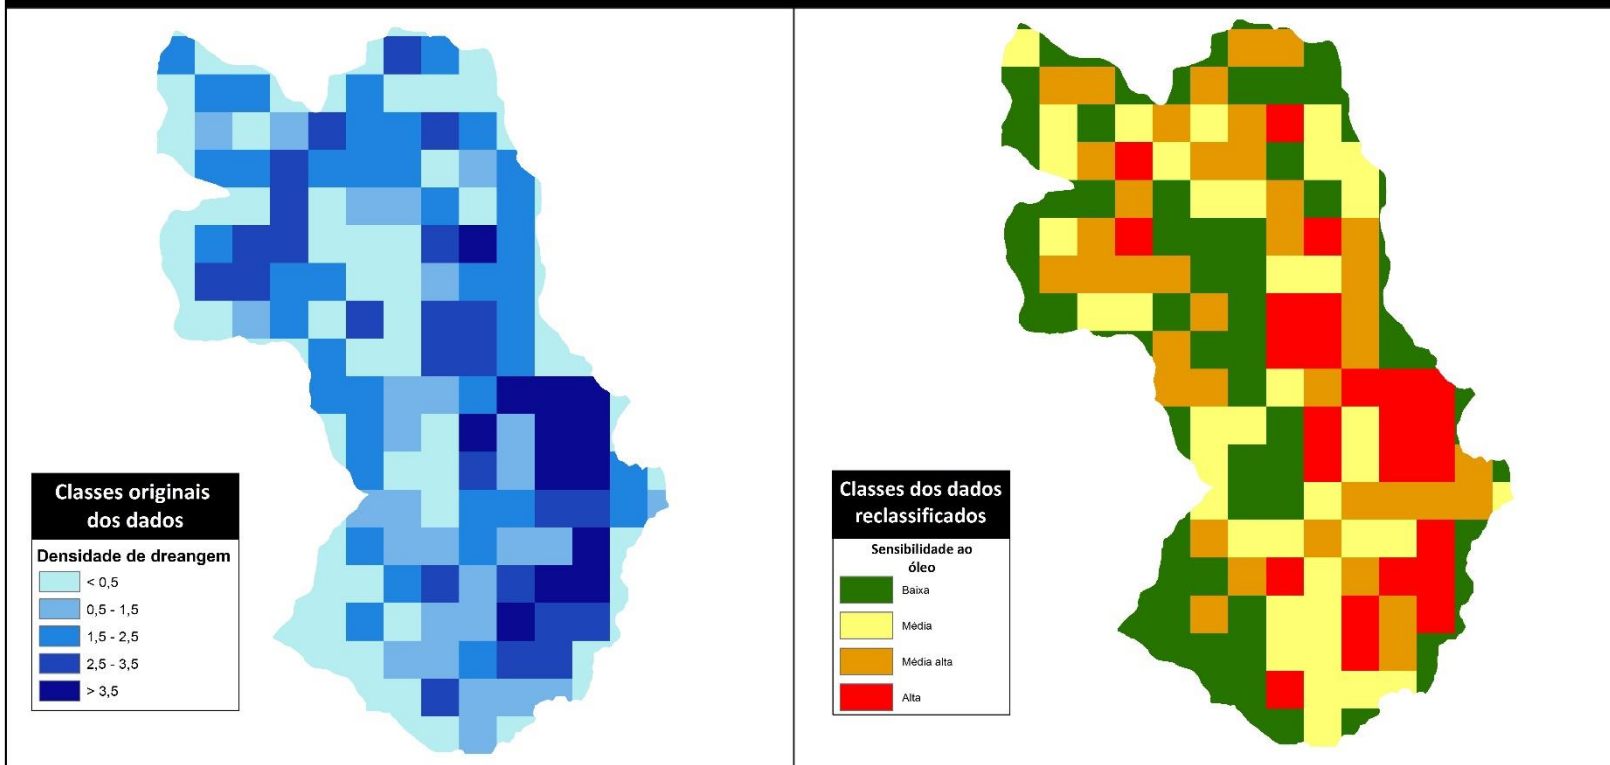 Classes originais
dos dados
Densidade de dreangem
< 0,5
0,5 - 1,5
1,5 - 2,5
2,5 - 3,5
> 3,5
Classes dos dados
reclassificados
Sensibilidade ao
óleo
Baixa
Média
Média alta
Alta